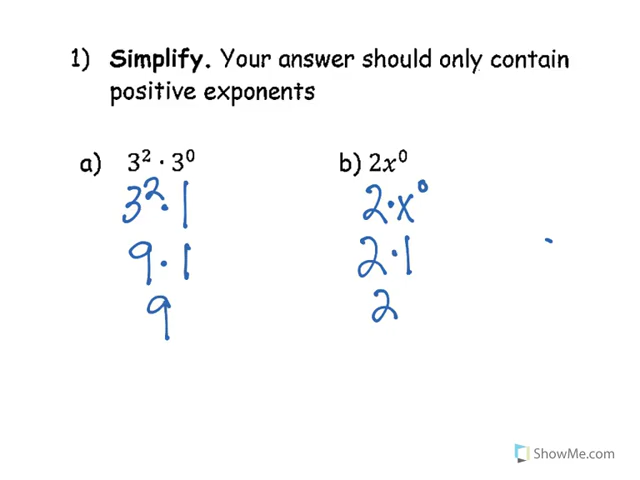 1) Simplify. Your answer should only contain
positive exponents
a) 3² · 3⁰
3² · 1
9 · 1
9
b) 2x⁰
2 · x⁰
2 · 1
2
ShowMe.com